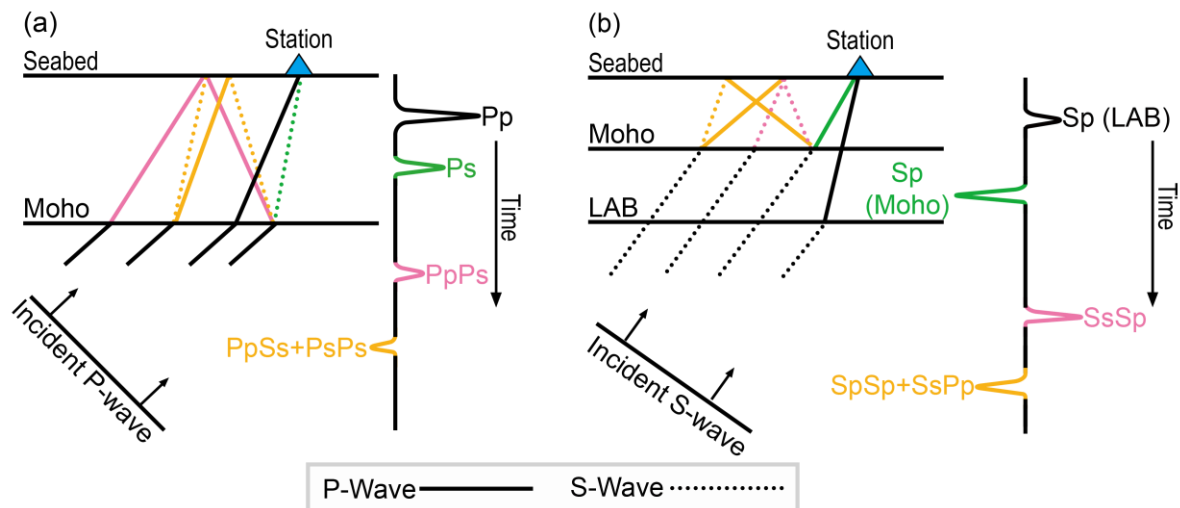 (a)
Station
Seabed
Pp
Ps
Moho
Time
PpPs
PpSs+PsPs
Incident P-wave
(b)
Station
Seabed
Sp (LAB)
Moho
Sp
(Moho)
LAB
Time
SsSp
SpSp+SsPp
Incident S-wave
P-Wave
S-Wave